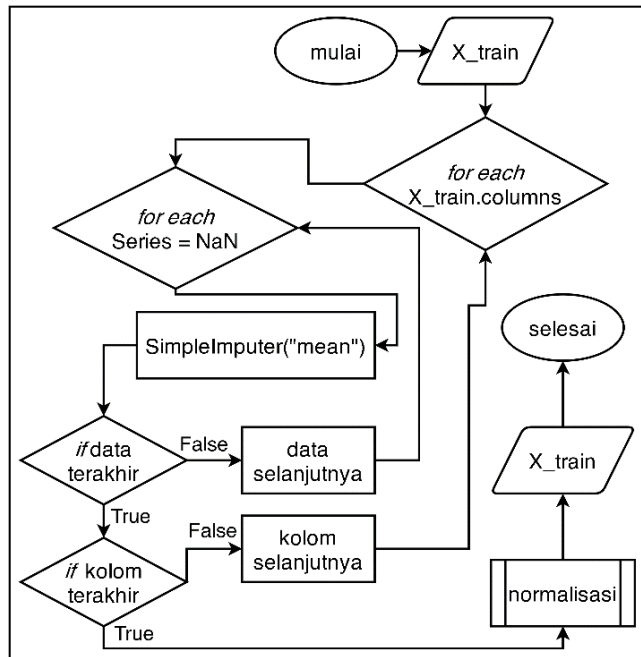 mulai
X_train
for each
X_train.columns
for each
Series = NaN
SimpleImputer("mean")
if data
terakhir
False
data
selanjutnya
True
if kolom
terakhir
False
kolom
selanjutnya
True
normalisasi
X_train
selesai